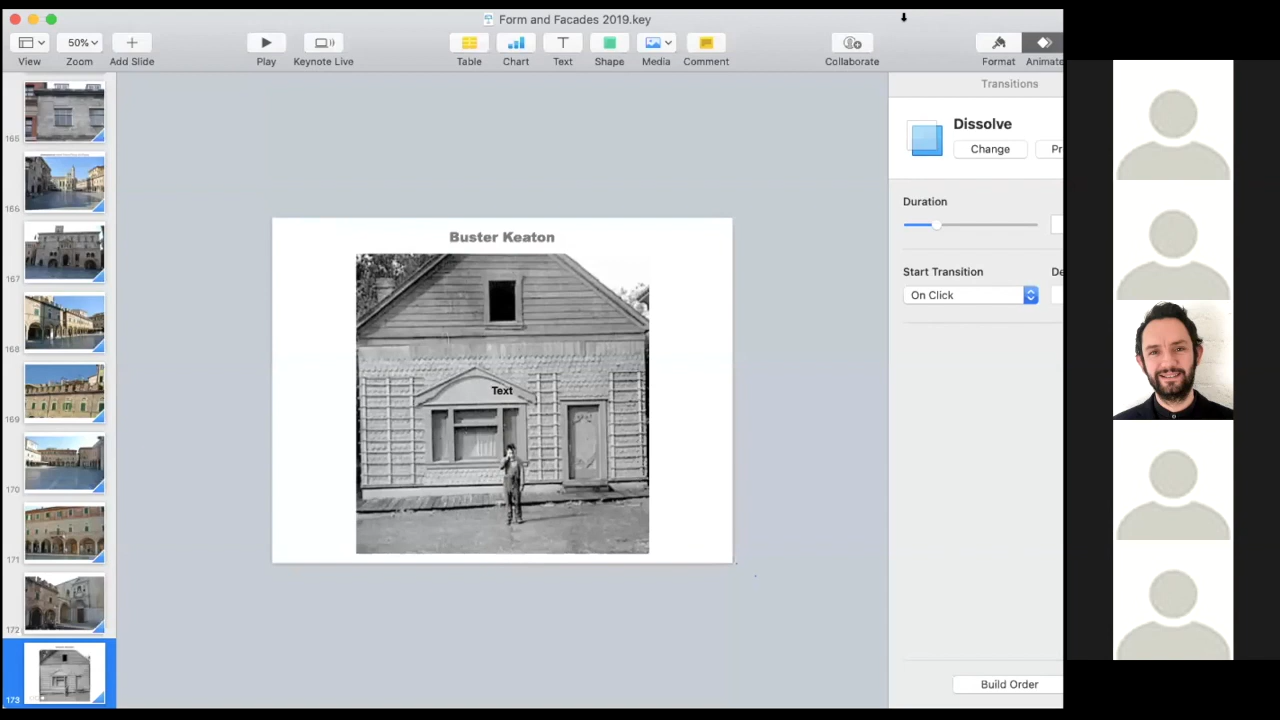 Form and Facades 2019.key
50%
View
Zoom
Add Slide
Play
Keynote Live
Table
Chart
Text
Shape
Media
Comment
Collaborate
Format
Animate
Transitions
165
166
167
168
169
170
171
172
173
Buster Keaton
Text
Dissolve
Change
Pr
Duration
Start Transition
De
On Click
Build Order